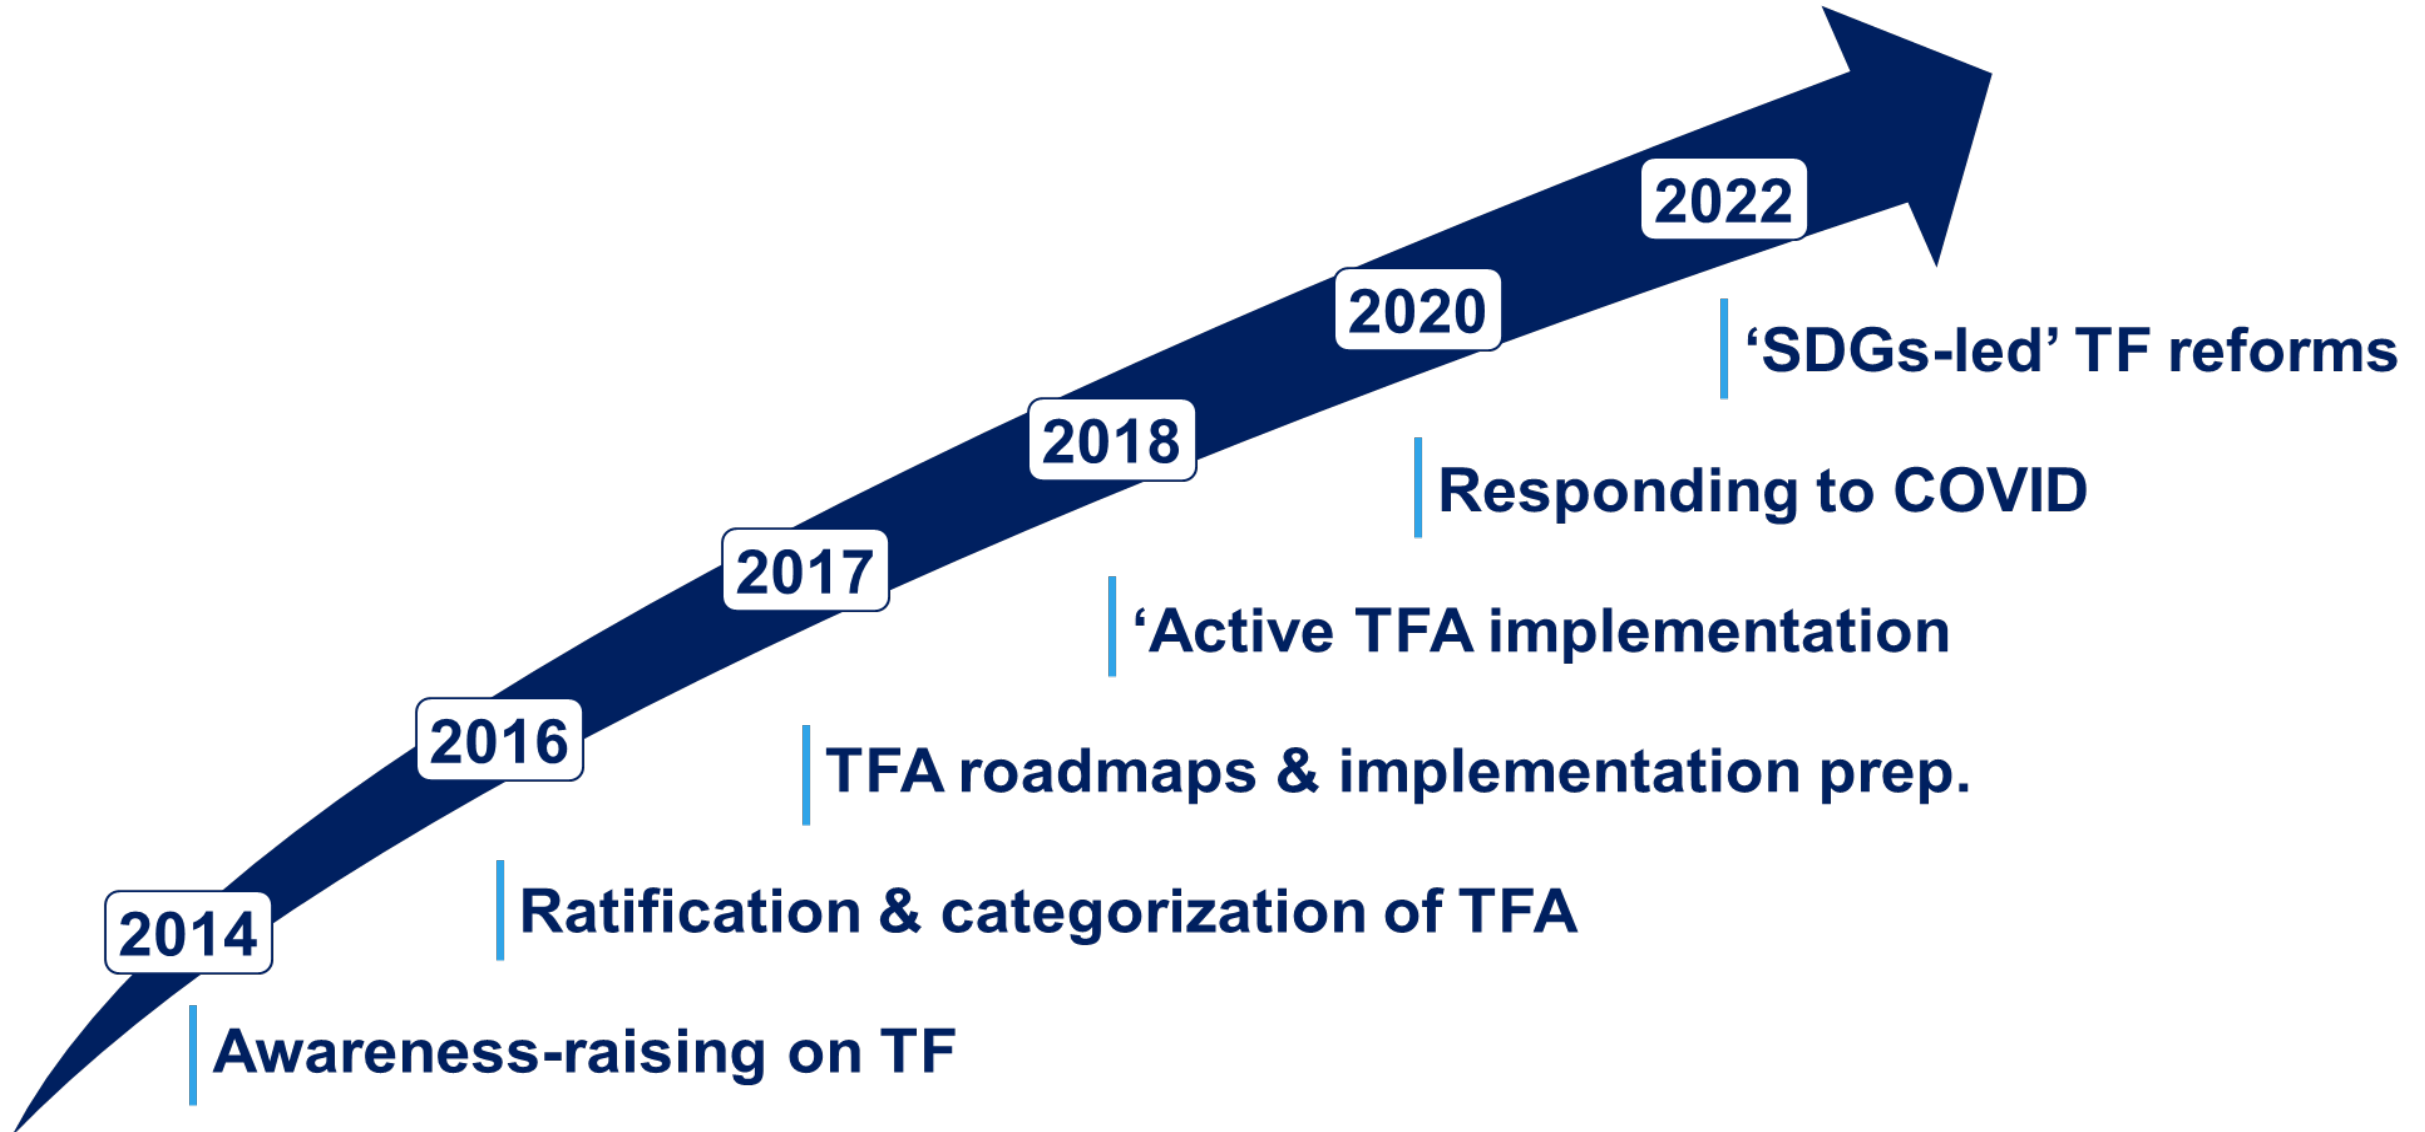 2022
‘SDGs-led’ TF reforms
2020
Responding to COVID
2018
‘Active TFA implementation
2017
TFA roadmaps & implementation prep.
2016
Ratification & categorization of TFA
2014
Awareness-raising on TF